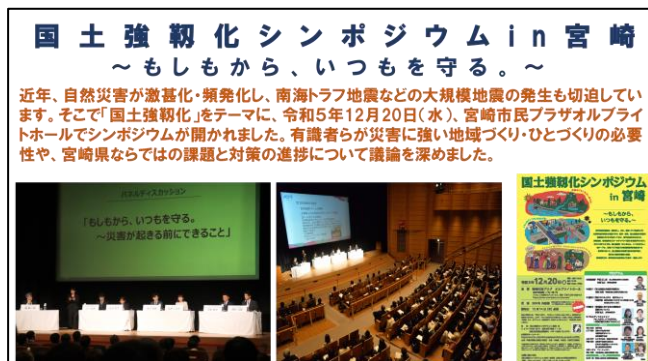 国土強靱化シンポジウムin宮崎
～もしもから、いつもを守る。～
近年、自然災害が激甚化・頻発化し、南海トラフ地震などの大規模地震の発生も切迫してい
ます。そこで「国土強靱化」をテーマに、令和5年12月20日(水)、宮崎市民プラザオルブライ
トホールでシンポジウムが開かれました。有識者らが災害に強い地域づくり・ひとづくりの必要
性や、宮崎県ならではの課題と対策の進捗について議論を深めました。
パネルディスカッション
「もしもから、いつもを守る。
～災害が起きる前にできること」
国土強靱化シンポジウム
in 宮崎
～もしもから、
いつもを守る。～
12月20日